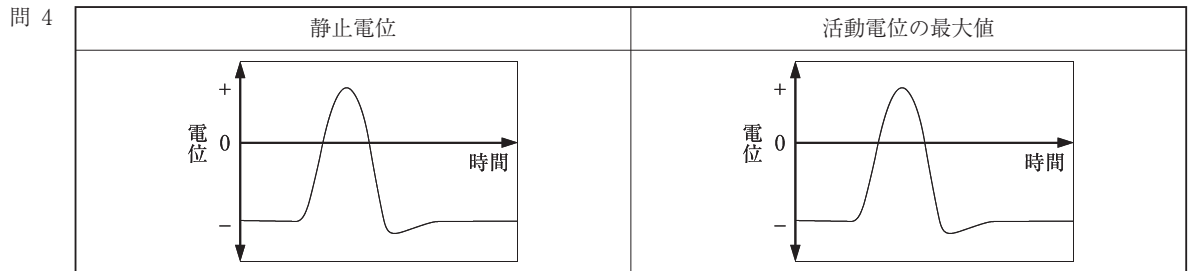 問 4
静止電位 活動電位の最大値
+ +
電位 0 電位 0
時間 時間
− −